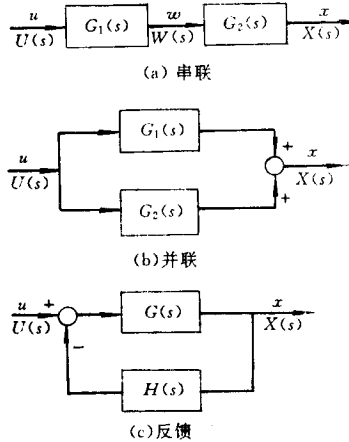 u w x
U(s) G₁(s) W(s) G₂(s) X(s)
(a) 串联
G₁(s)
+
u x
U(s) X(s)
+
G₂(s)
(b)并联
u + G(s) x
U(s) X(s)
−
H(s)
(c)反馈